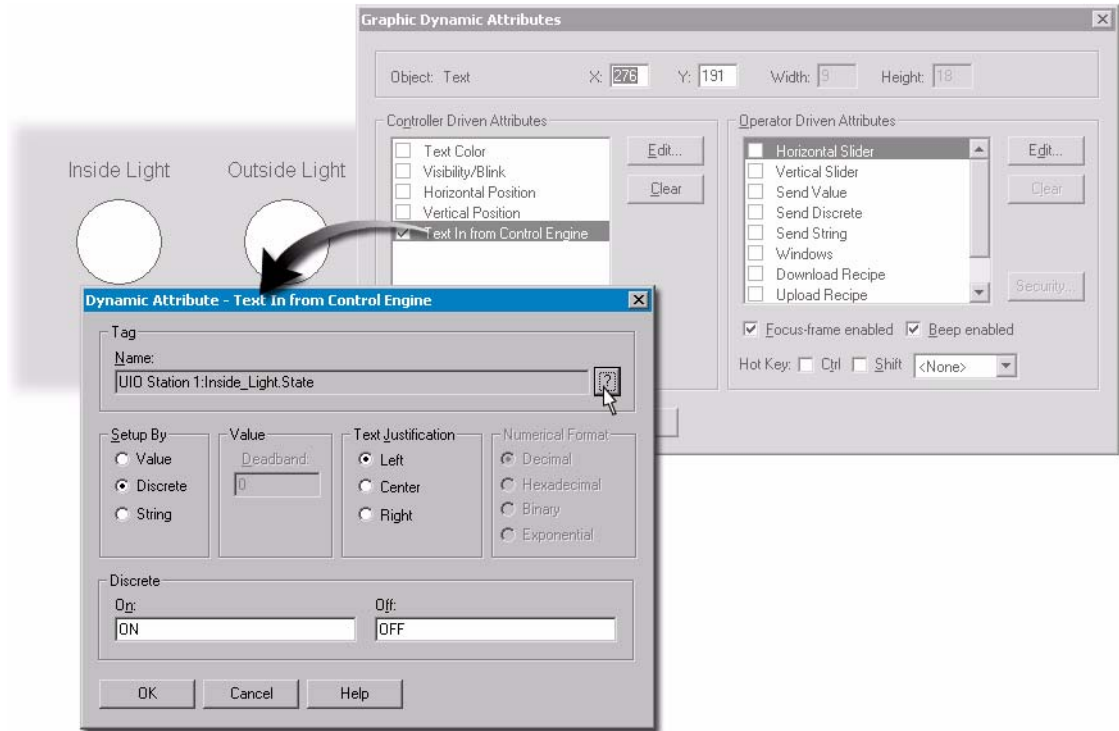 Graphic Dynamic Attributes
Object: Text X: 276 Y: 191 Width: 9 Height: 18
Controller Driven Attributes
Text Color
Visibility/Blink
Horizontal Position
Vertical Position
Text In from Control Engine
Edit...
Clear
Operator Driven Attributes
Horizontal Slider
Vertical Slider
Send Value
Send Discrete
Send String
Windows
Download Recipe
Upload Recipe
Edit...
Clear
Security...
Focus-frame enabled Beep enabled
Hot Key: Ctrl Shift <None>
Inside Light Outside Light
Dynamic Attribute - Text In from Control Engine
Tag
Name:
UIO Station 1:Inside_Light.State
?
Setup By
Value
Discrete
String
Value
Deadband:
0
Text Justification
Left
Center
Right
Numerical Format
Decimal
Hexadecimal
Binary
Exponential
Discrete
On: Off:
ON OFF
OK Cancel Help